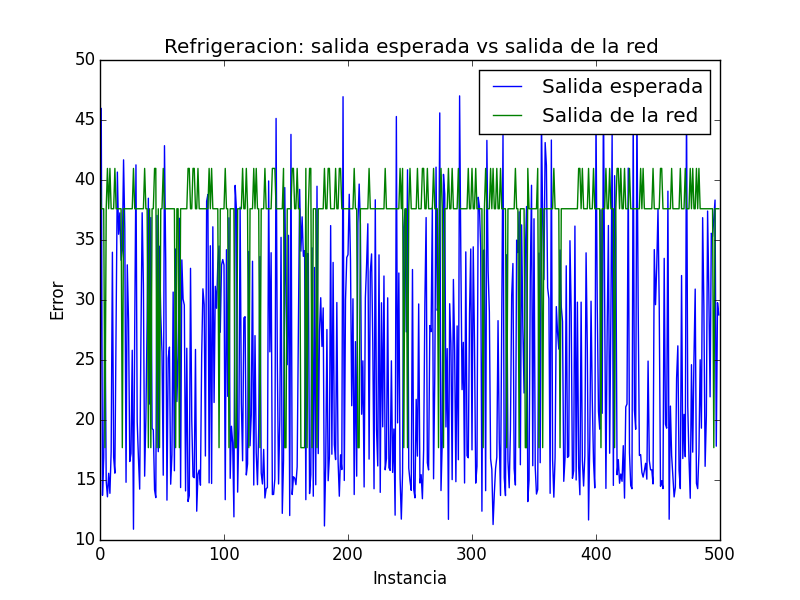 Refrigeracion: salida esperada vs salida de la red
Salida esperada
Salida de la red
50
45
40
35
30
25
20
15
10
Error
0 100 200 300 400 500
Instancia